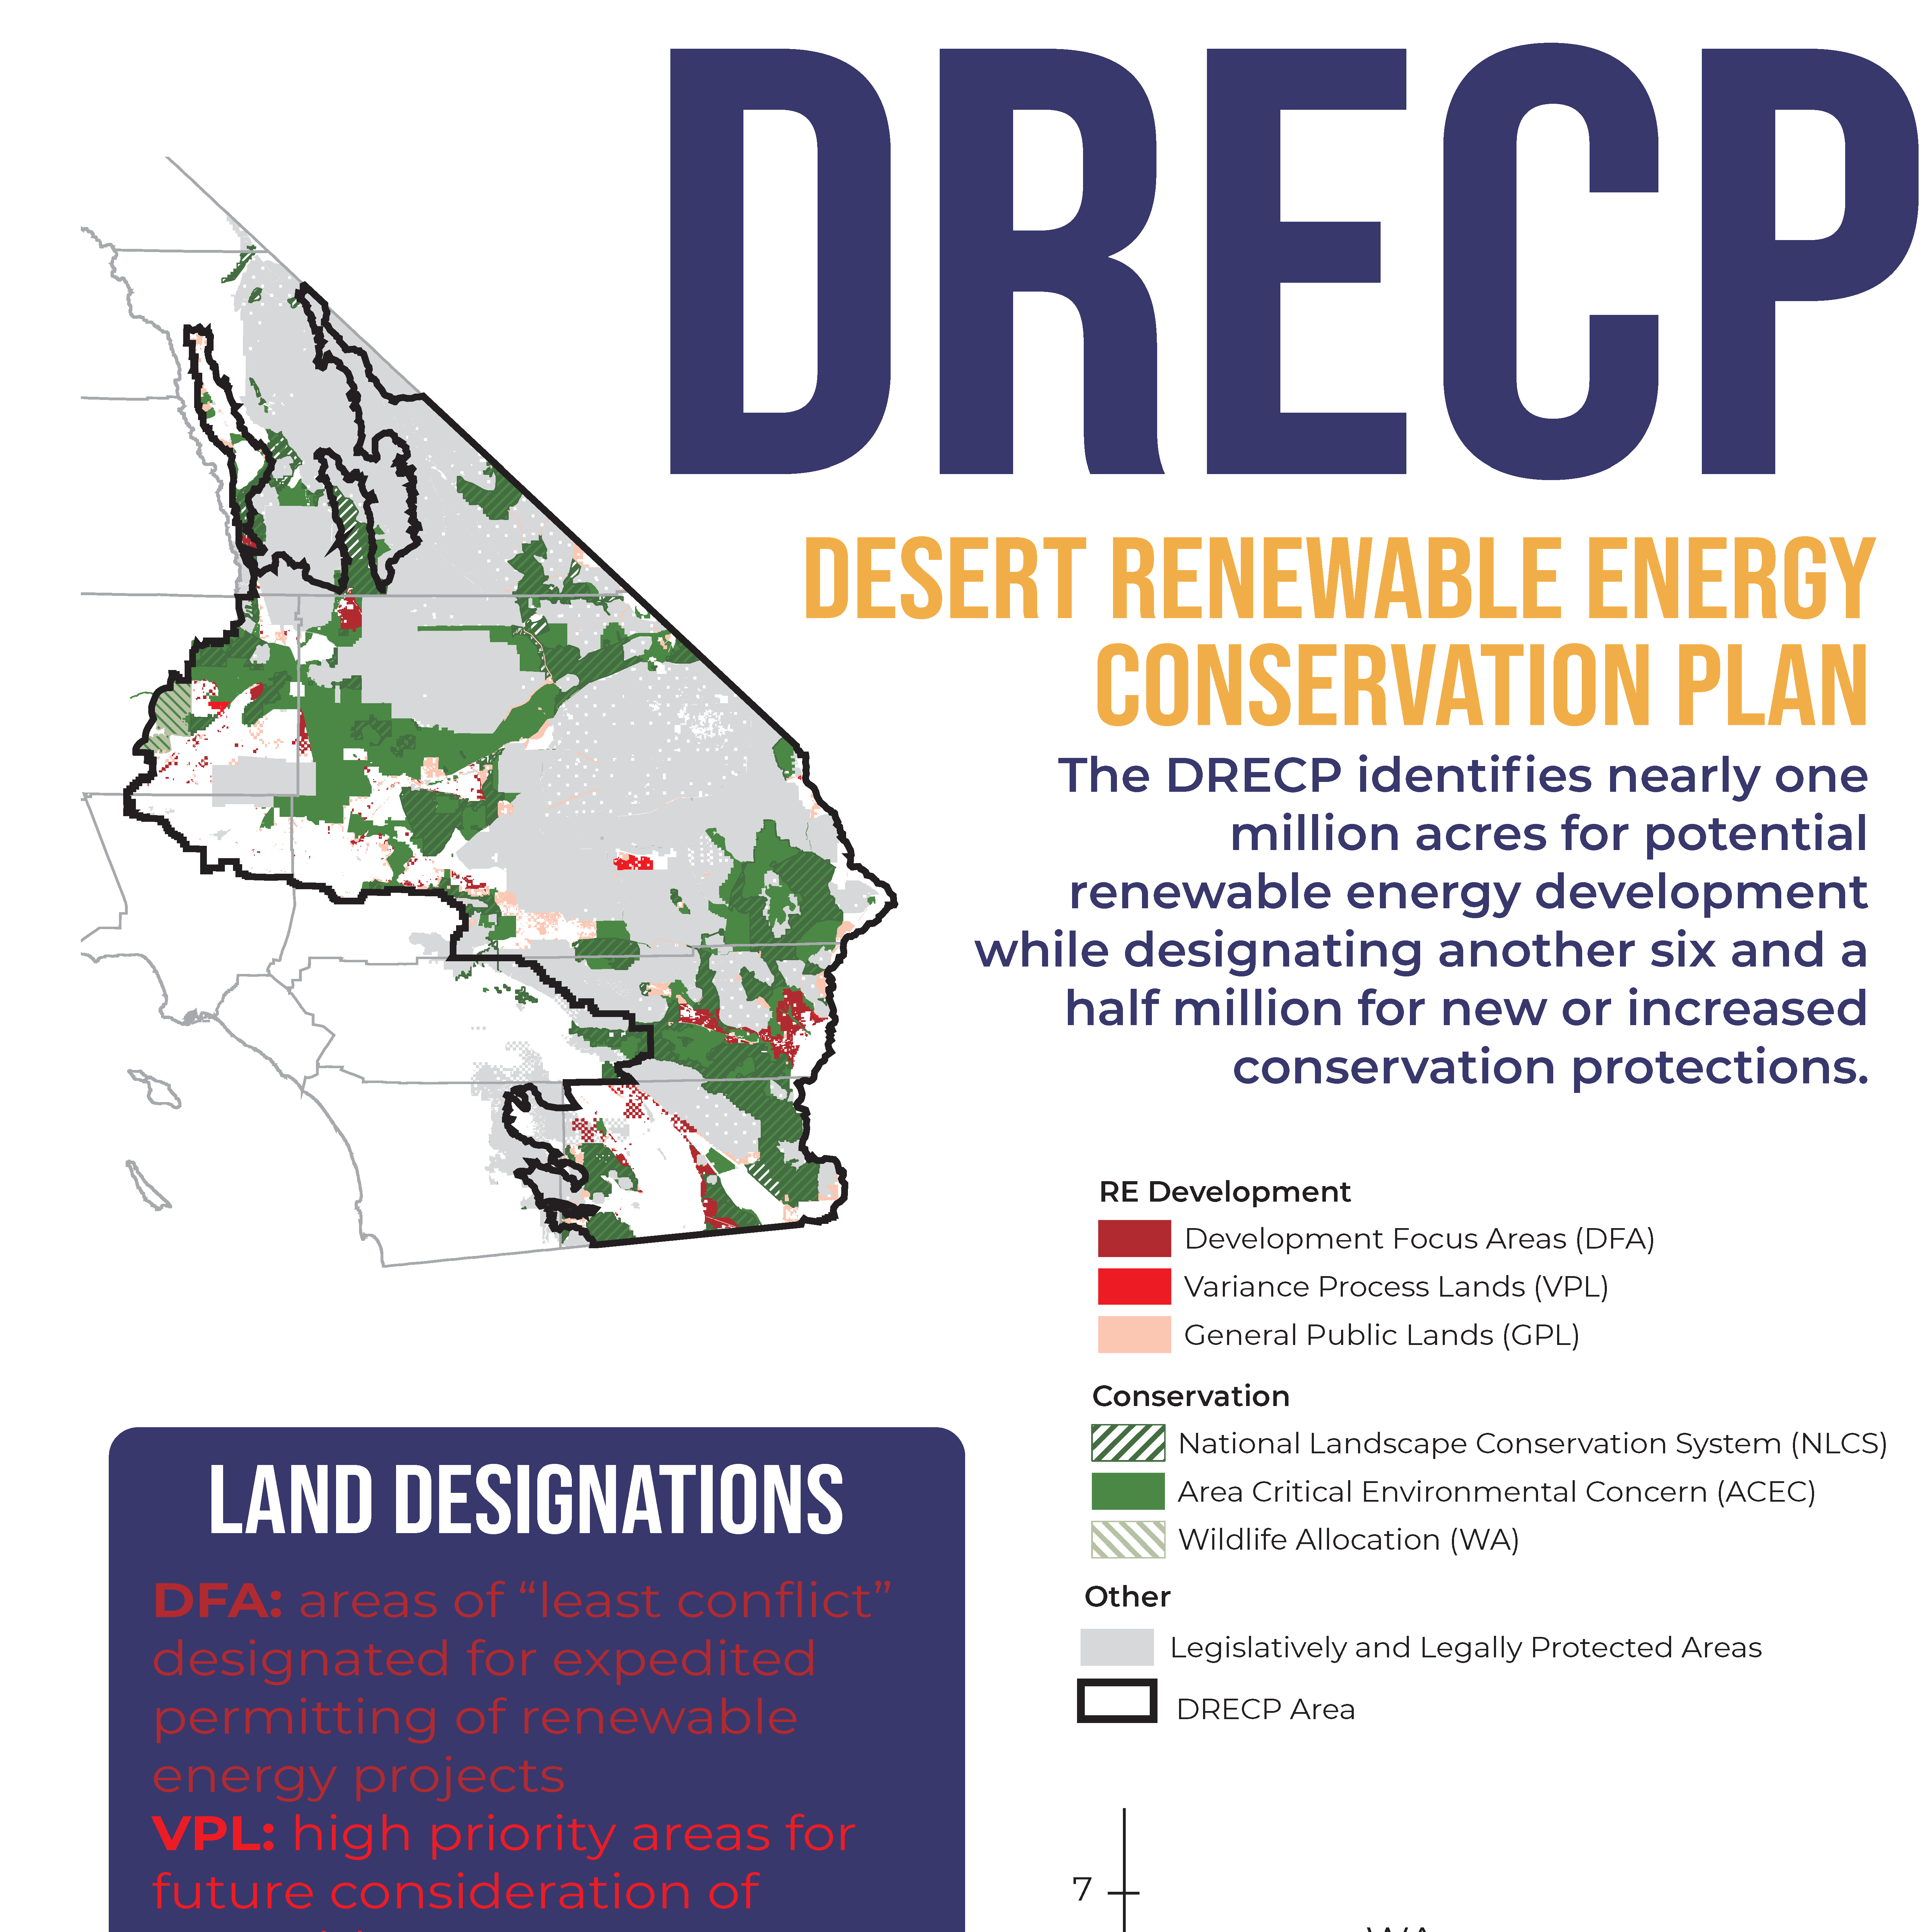 DRECP
DESERT RENEWABLE ENERGY
CONSERVATION PLAN
The DRECP identifies nearly one
million acres for potential
renewable energy development
while designating another six and a
half million for new or increased
conservation protections.
RE Development
Development Focus Areas (DFA)
Variance Process Lands (VPL)
General Public Lands (GPL)
Conservation
National Landscape Conservation System (NLCS)
Area Critical Environmental Concern (ACEC)
Wildlife Allocation (WA)
Other
Legislatively and Legally Protected Areas
DRECP Area
LAND DESIGNATIONS
DFA: areas of “least conflict”
designated for expedited
permitting of renewable
energy projects
VPL: high priority areas for
future consideration of
7